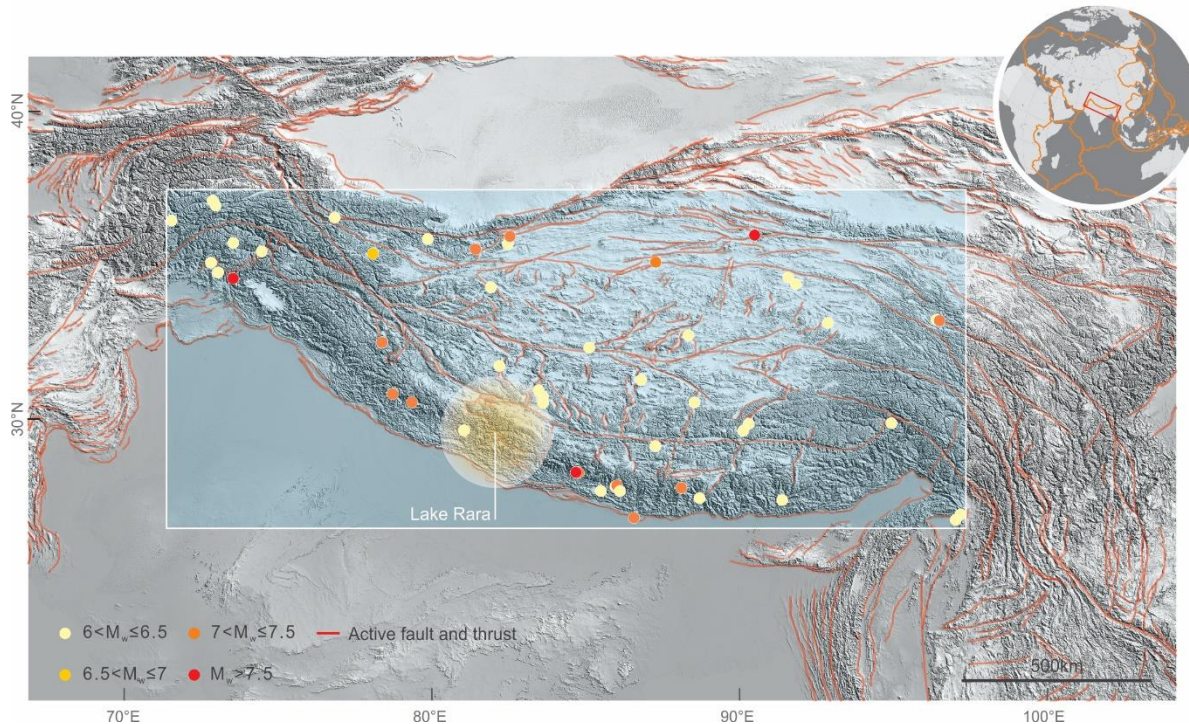 40°N
30°N
Lake Rara
6<Mw≤6.5
7<Mw≤7.5
Active fault and thrust
6.5<Mw≤7
Mw>7.5
500km
70°E
80°E
90°E
100°E